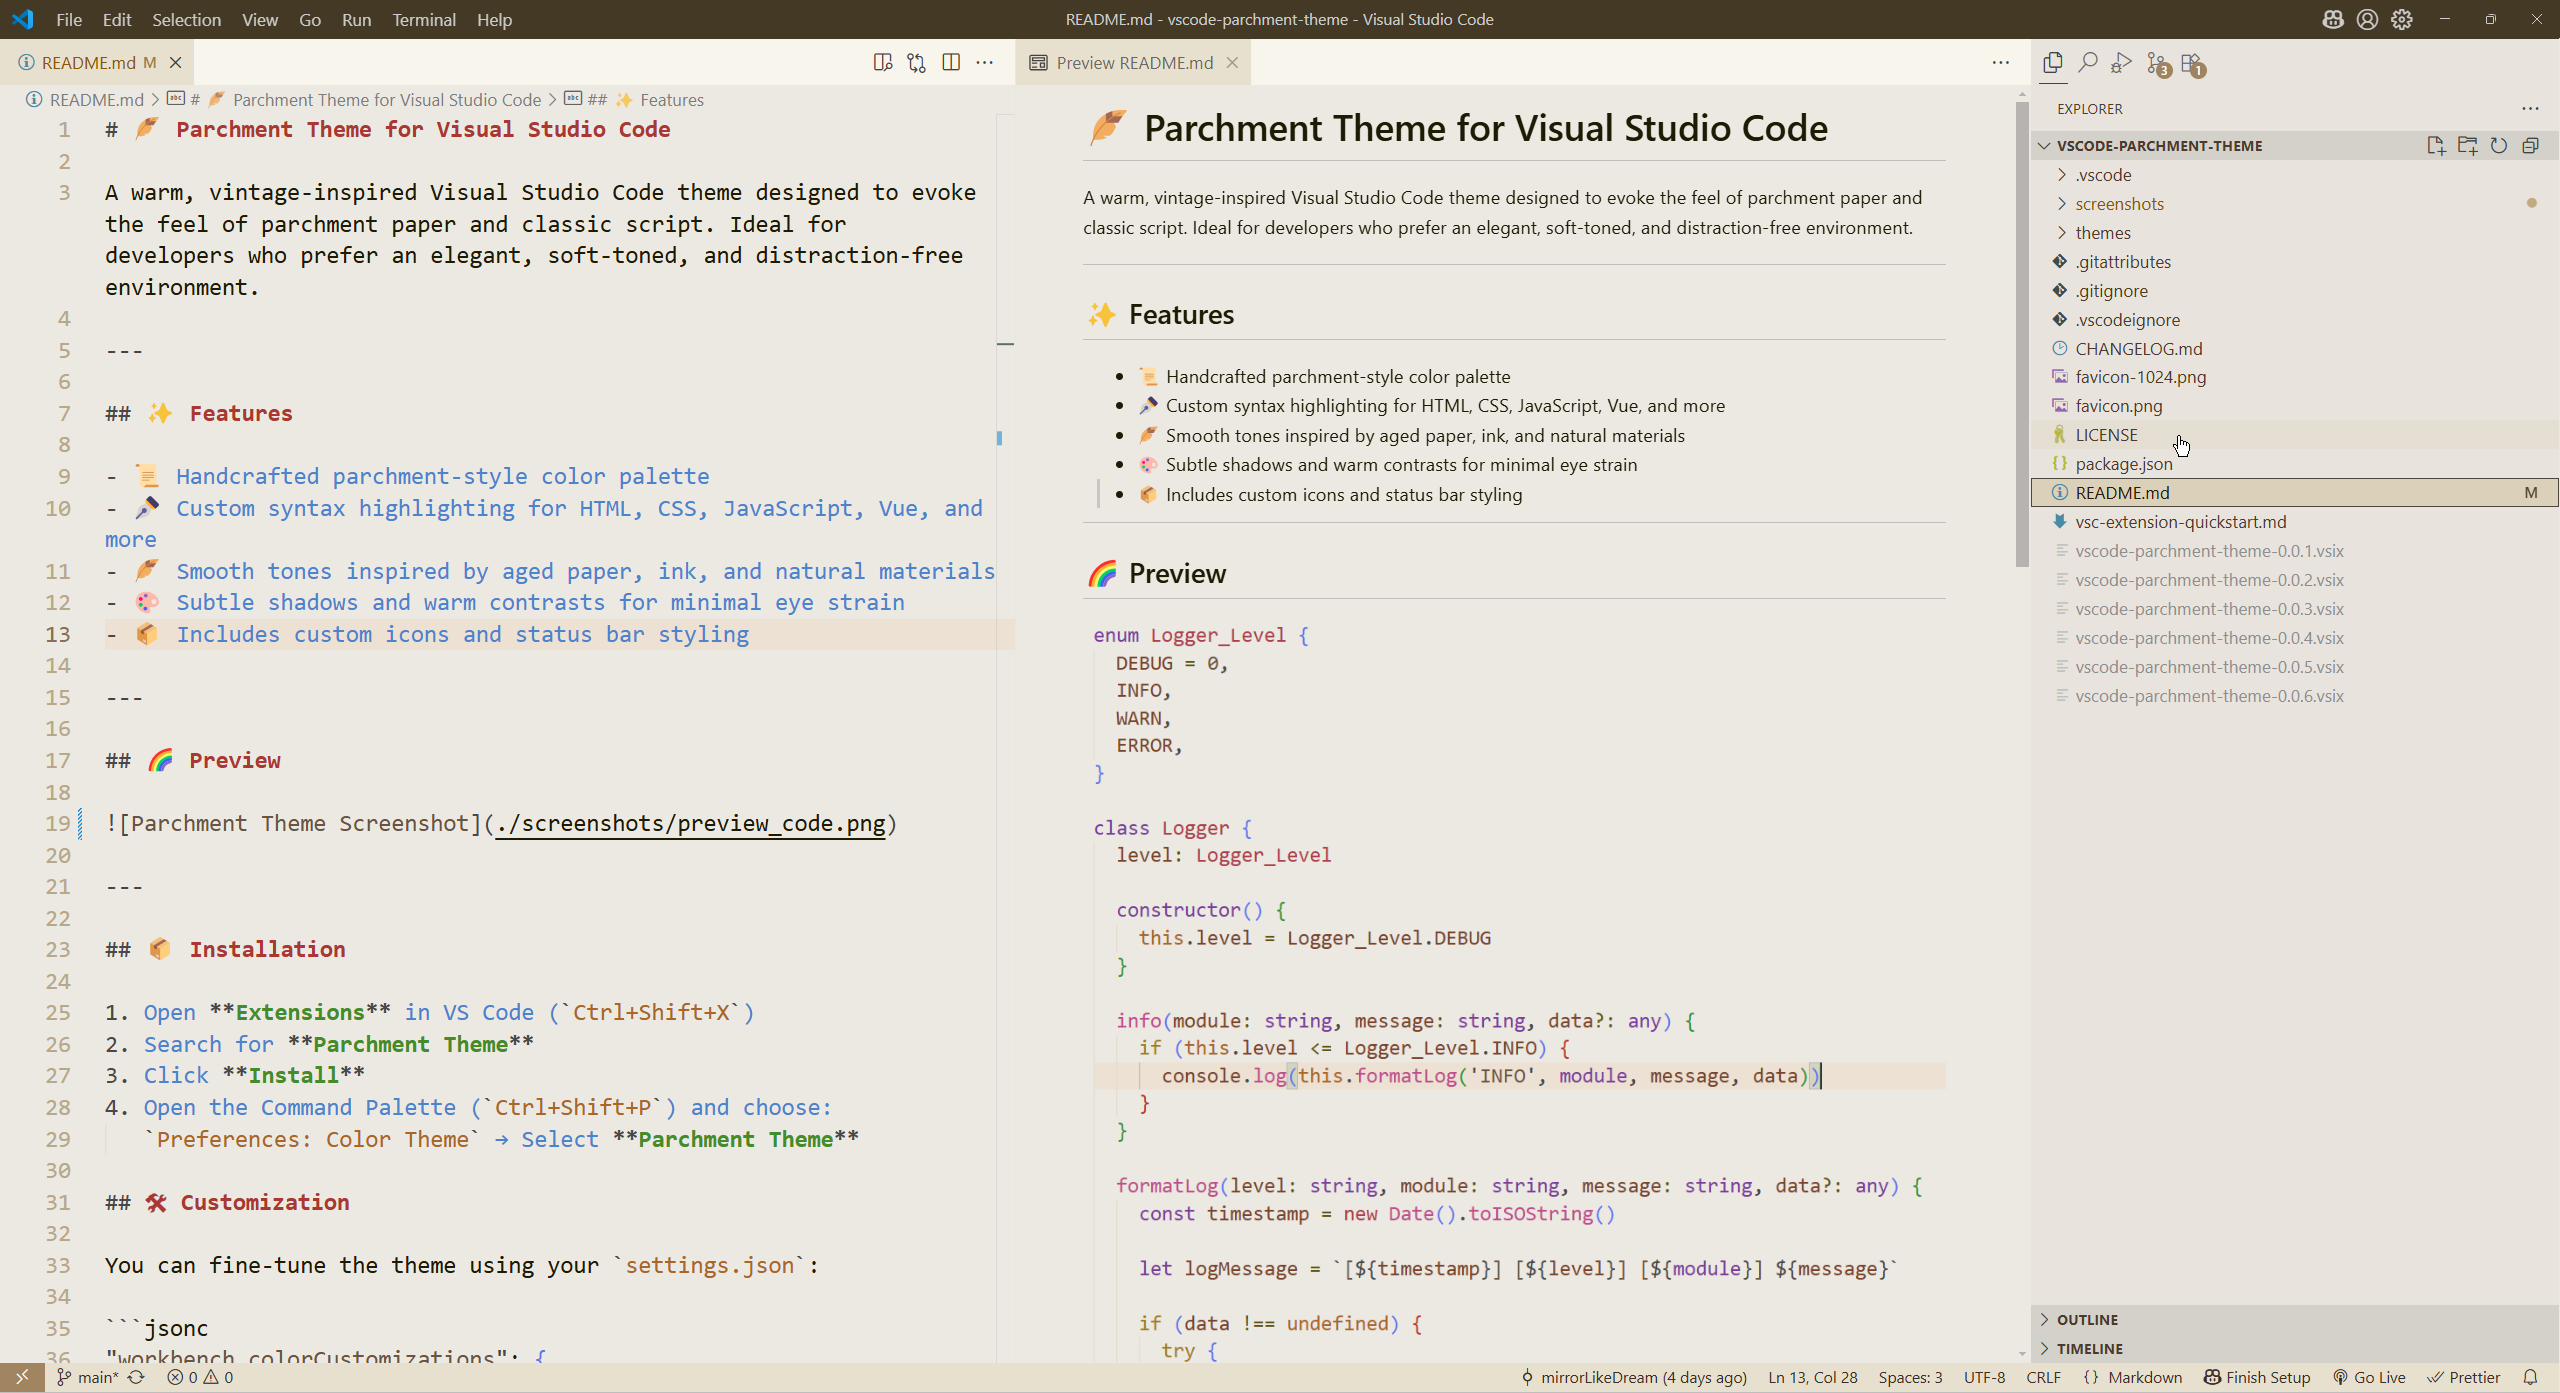 File Edit Selection View Go Run Terminal Help
README.md - vscode-parchment-theme - Visual Studio Code
README.md M
README.md > # 🪶 Parchment Theme for Visual Studio Code > ## ✨ Features
1 # 🪶 Parchment Theme for Visual Studio Code
2
3 A warm, vintage-inspired Visual Studio Code theme designed to evoke
the feel of parchment paper and classic script. Ideal for
developers who prefer an elegant, soft-toned, and distraction-free
environment.
4
5 ---
6
7 ## ✨ Features
8
9 - 📜 Handcrafted parchment-style color palette
10 - 🖋️ Custom syntax highlighting for HTML, CSS, JavaScript, Vue, and
more
11 - 🪶 Smooth tones inspired by aged paper, ink, and natural materials
12 - 🎨 Subtle shadows and warm contrasts for minimal eye strain
13 - 📦 Includes custom icons and status bar styling
14
15 ---
16
17 ## 🌈 Preview
18
19 ![Parchment Theme Screenshot](./screenshots/preview_code.png)
20
21 ---
22
23 ## 📦 Installation
24
25 1. Open **Extensions** in VS Code (`Ctrl+Shift+X`)
26 2. Search for **Parchment Theme**
27 3. Click **Install**
28 4. Open the Command Palette (`Ctrl+Shift+P`) and choose:
29 `Preferences: Color Theme` → Select **Parchment Theme**
30
31 ## 🛠 Customization
32
33 You can fine-tune the theme using your `settings.json`:
34
35 ```jsonc
36 "workbench.colorCustomizations": {
Preview README.md
🪶 Parchment Theme for Visual Studio Code
A warm, vintage-inspired Visual Studio Code theme designed to evoke the feel of parchment paper and
classic script. Ideal for developers who prefer an elegant, soft-toned, and distraction-free environment.
✨ Features
• 📜 Handcrafted parchment-style color palette
• 🖋️ Custom syntax highlighting for HTML, CSS, JavaScript, Vue, and more
• 🪶 Smooth tones inspired by aged paper, ink, and natural materials
• 🎨 Subtle shadows and warm contrasts for minimal eye strain
• 📦 Includes custom icons and status bar styling
🌈 Preview
enum Logger_Level {
DEBUG = 0,
INFO,
WARN,
ERROR,
}
class Logger {
level: Logger_Level
constructor() {
this.level = Logger_Level.DEBUG
}
info(module: string, message: string, data?: any) {
if (this.level <= Logger_Level.INFO) {
console.log(this.formatLog('INFO', module, message, data))
}
}
formatLog(level: string, module: string, message: string, data?: any) {
const timestamp = new Date().toISOString()
let logMessage = `[${timestamp}] [${level}] [${module}] ${message}`
if (data !== undefined) {
try {
3
1
EXPLORER
VSCODE-PARCHMENT-THEME
.vscode
screenshots
themes
.gitattributes
.gitignore
.vscodeignore
CHANGELOG.md
favicon-1024.png
favicon.png
LICENSE
package.json
README.md M
vsc-extension-quickstart.md
vscode-parchment-theme-0.0.1.vsix
vscode-parchment-theme-0.0.2.vsix
vscode-parchment-theme-0.0.3.vsix
vscode-parchment-theme-0.0.4.vsix
vscode-parchment-theme-0.0.5.vsix
vscode-parchment-theme-0.0.6.vsix
OUTLINE
TIMELINE
main* 0 0
mirrorLikeDream (4 days ago) Ln 13, Col 28 Spaces: 3 UTF-8 CRLF {} Markdown Finish Setup Go Live Prettier